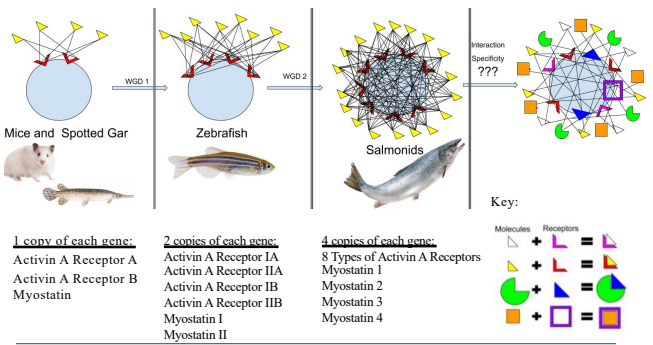 WGD 1
WGD 2
Interaction
Specificity
???
Mice and Spotted Gar
Zebrafish
Salmonids
Key:
1 copy of each gene:
Activin A Receptor A
Activin A Receptor B
Myostatin
2 copies of each gene:
Activin A Receptor IA
Activin A Receptor IIA
Activin A Receptor IB
Activin A Receptor IIB
Myostatin I
Myostatin II
4 copies of each gene:
8 Types of Activin A Receptors
Myostatin 1
Myostatin 2
Myostatin 3
Myostatin 4
Molecules Receptors
+ =
+ =
+ =
+ =